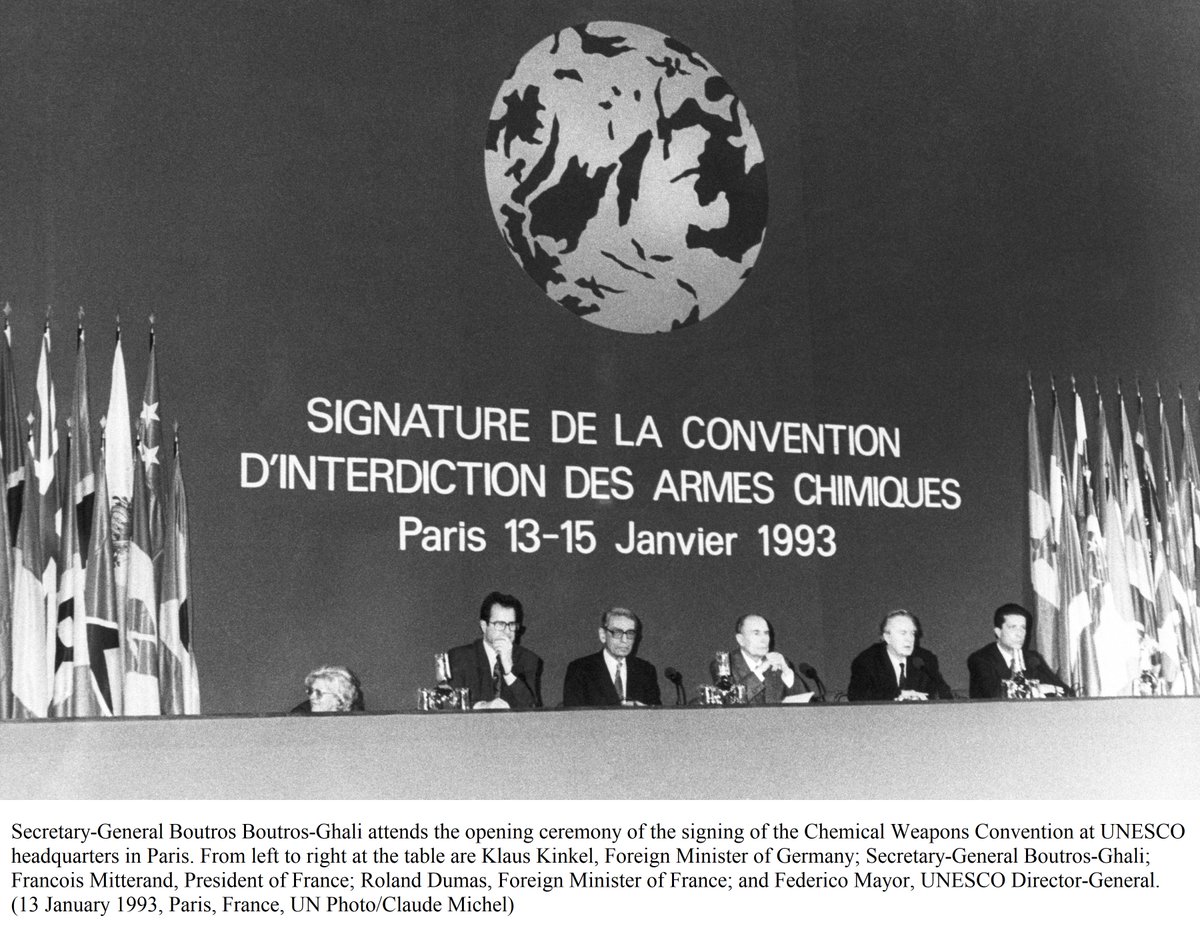 SIGNATURE DE LA CONVENTION
D'INTERDICTION DES ARMES CHIMIQUES
Paris 13-15 Janvier 1993
Secretary-General Boutros Boutros-Ghali attends the opening ceremony of the signing of the Chemical Weapons Convention at UNESCO
headquarters in Paris. From left to right at the table are Klaus Kinkel, Foreign Minister of Germany; Secretary-General Boutros-Ghali;
Francois Mitterand, President of France; Roland Dumas, Foreign Minister of France; and Federico Mayor, UNESCO Director-General.
(13 January 1993, Paris, France, UN Photo/Claude Michel)